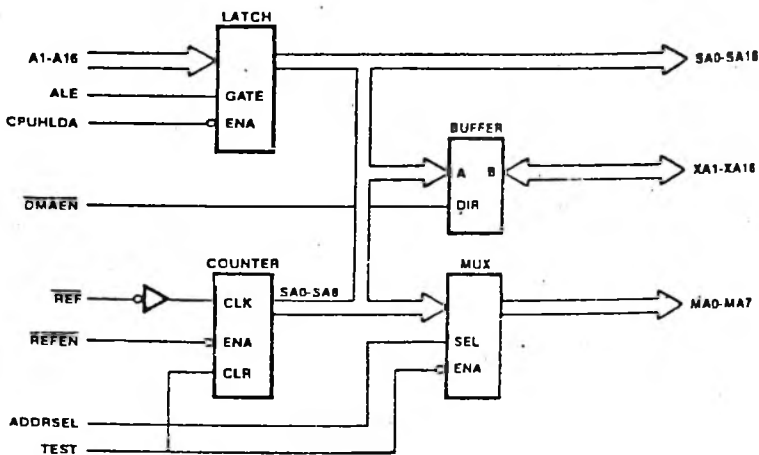 LATCH
A1-A16
SA0-SA16
ALE
GATE
CPUHLDA
ENA
BUFFER
A B
XA1-XA16
DMAEN
DIR
COUNTER
MUX
SA0-SA8
REF
CLK
MA0-MA7
REFEN
ENA
SEL
CLR
ENA
ADDRSEL
TEST